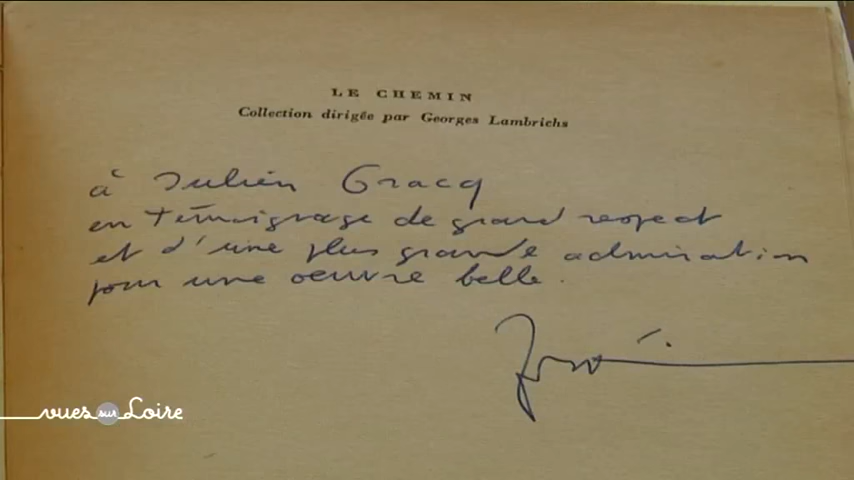 LE CHEMIN
Collection dirigée par Georges Lambrichs
à Julien Gracq
en témoignage de grand respect
et d'une plus grande admiration
pour une oeuvre belle.
vues sur Loire